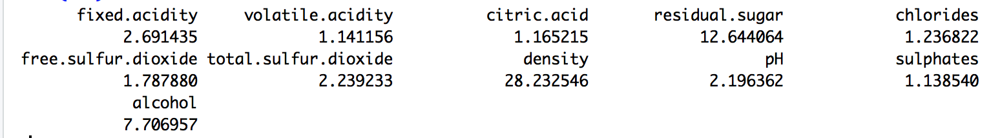 fixed.acidity volatile.acidity citric.acid residual.sugar chlorides
2.691435 1.141156 1.165215 12.644064 1.236822
free.sulfur.dioxide total.sulfur.dioxide density pH sulphates
1.787880 2.239233 28.232546 2.196362 1.138540
alcohol
7.706957